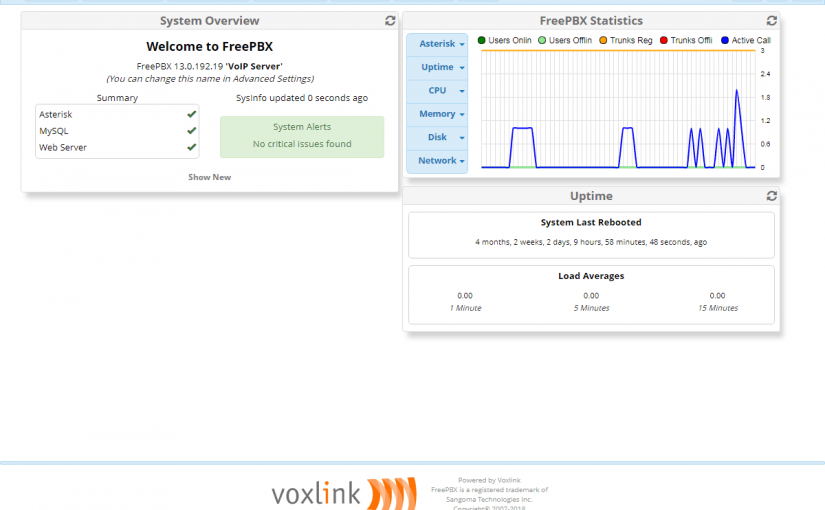 System Overview
Welcome to FreePBX
FreePBX 13.0.192.19 'VoIP Server'
(You can change this name in Advanced Settings)
Summary
Asterisk
MySQL
Web Server
SysInfo updated 0 seconds ago
System Alerts
No critical issues found
Show New
FreePBX Statistics
Asterisk
Uptime
CPU
Memory
Disk
Network
Users Onlin Users Offlin Trunks Reg Trunks Offli Active Call
3
2.4
1.8
1.2
0.6
0
Uptime
System Last Rebooted
4 months, 2 weeks, 2 days, 9 hours, 58 minutes, 48 seconds, ago
Load Averages
0.00 0.00 0.00
1 Minute 5 Minutes 15 Minutes
voxlink
Powered by Voxlink
FreePBX is a registered trademark of
Sangoma Technologies Inc.
Copyright© 2007-2018